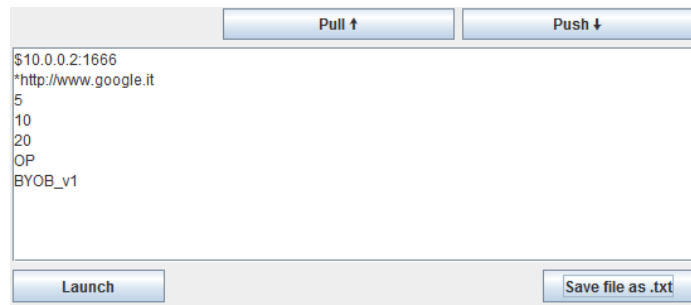 Pull ↑
Push ↓
$10.0.0.2:1666
*http://www.google.it
5
10
20
OP
BYOB_v1
Launch
Save file as .txt